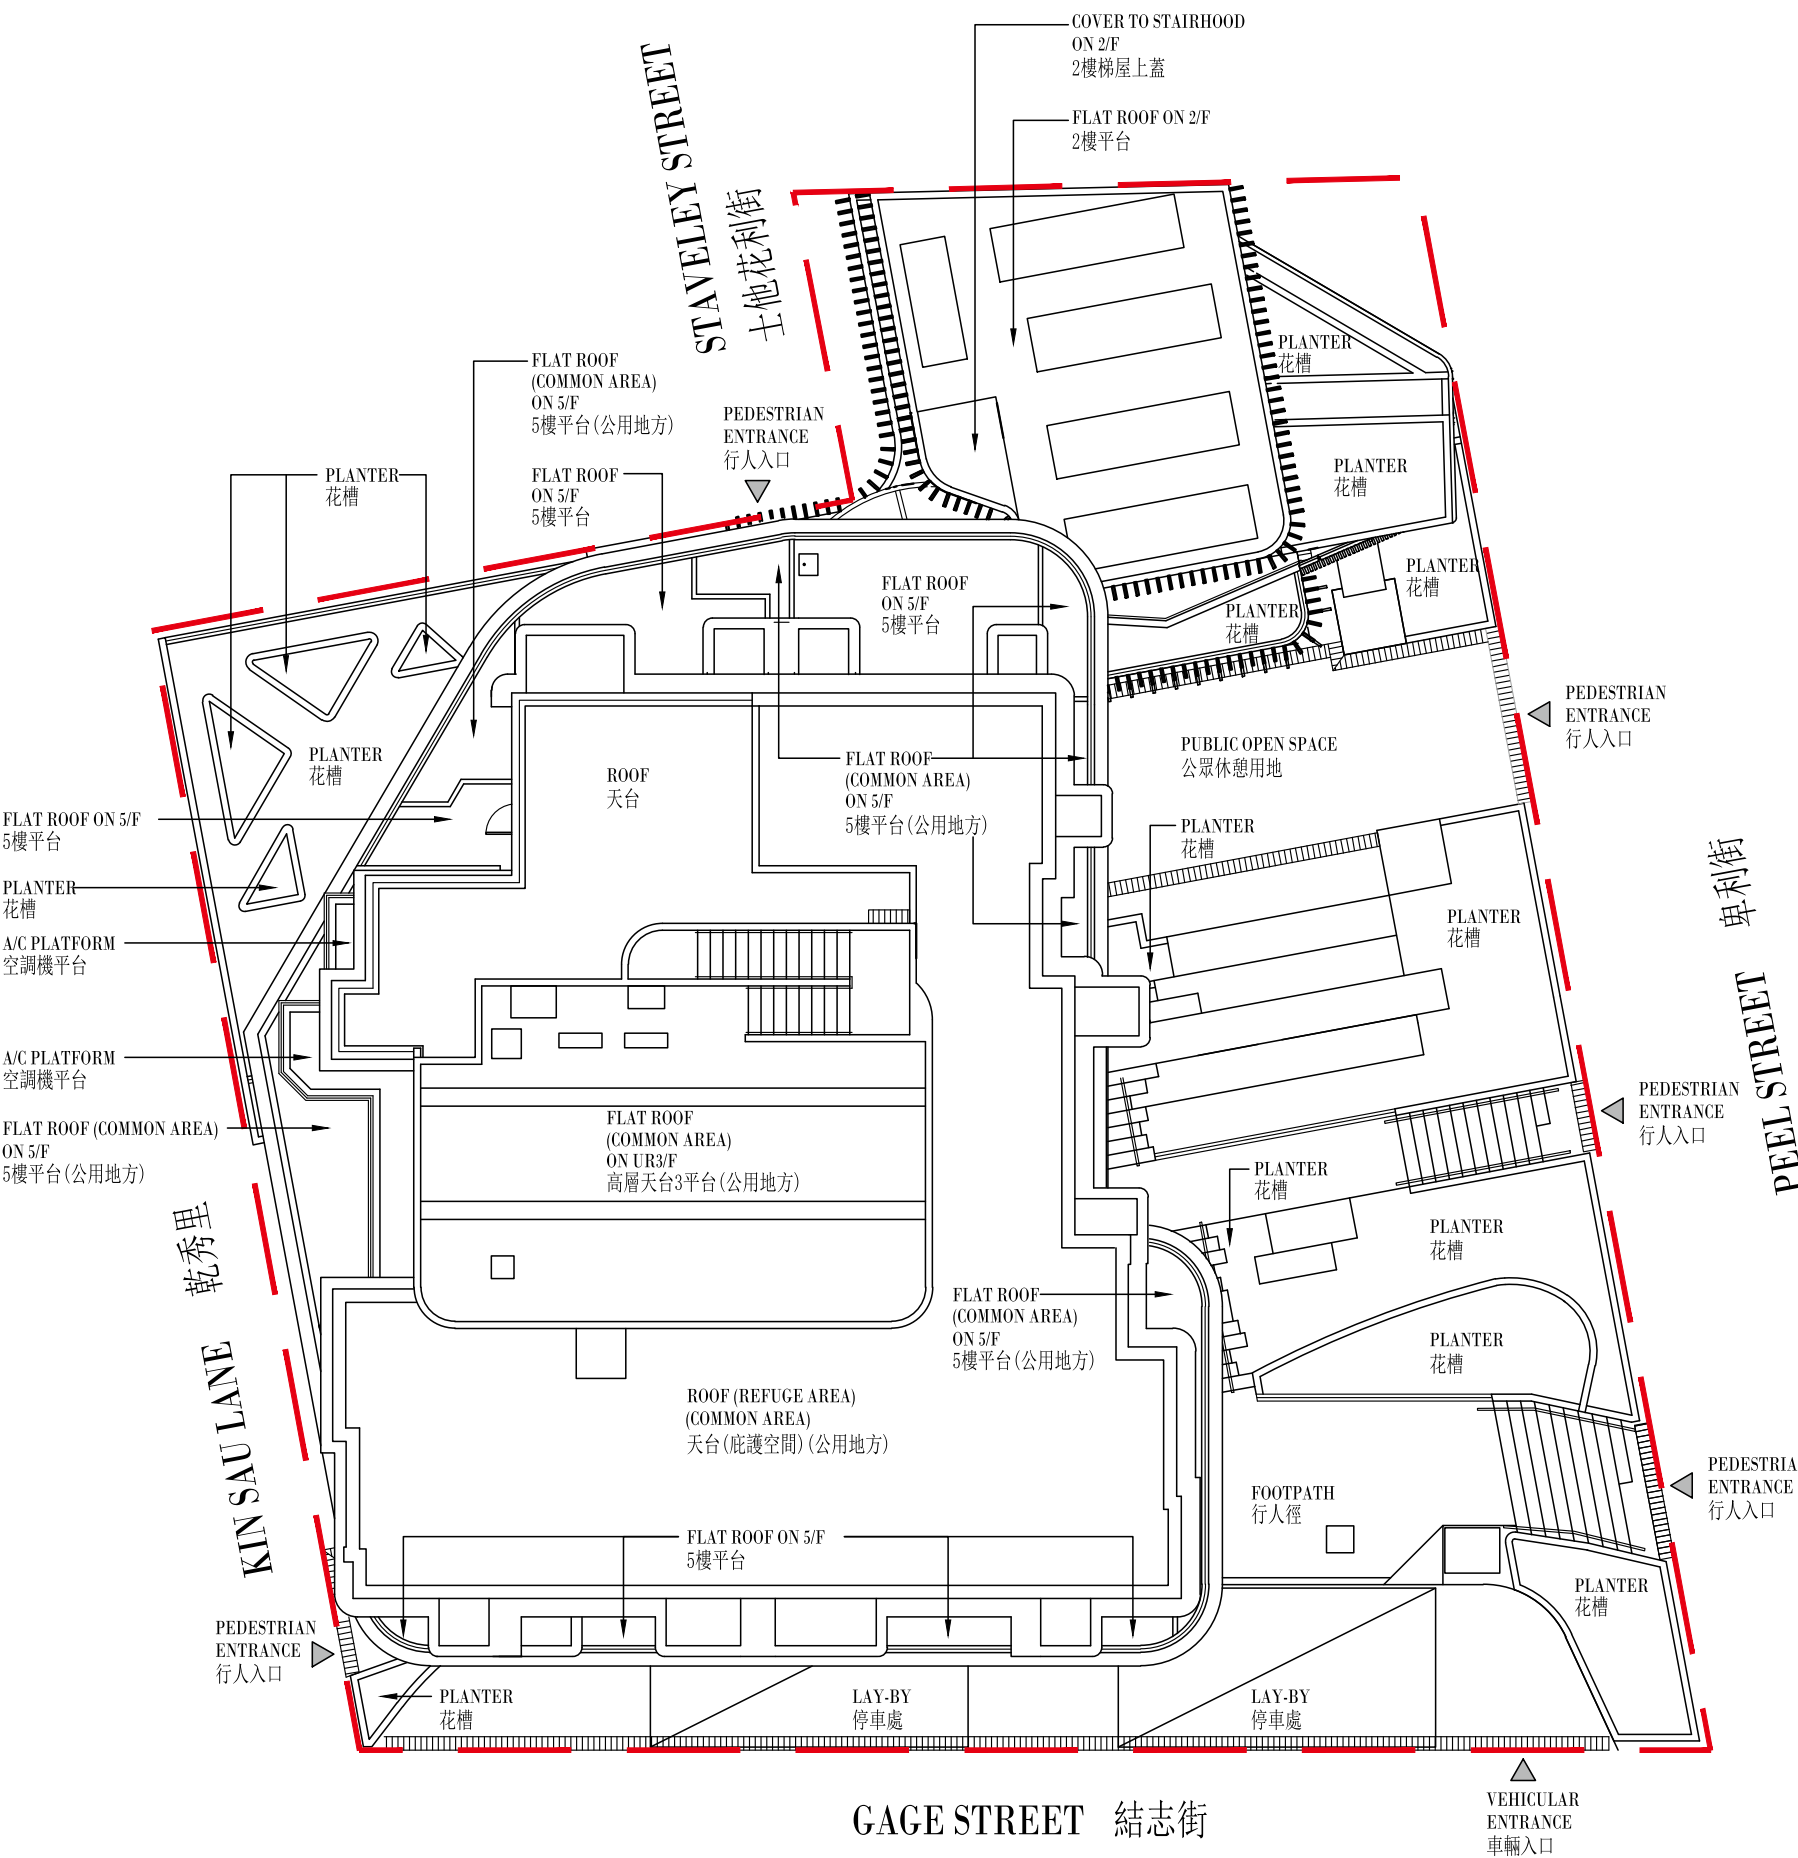 COVER TO STAIRHOOD
ON 2/F
2樓梯屋上蓋
FLAT ROOF ON 2/F
2樓平台
STAVELEY STREET
士他花利街
PLANTER
花槽
FLAT ROOF
(COMMON AREA)
ON 5/F
5樓平台(公用地方)
PEDESTRIAN
ENTRANCE
行人入口
PLANTER
花槽
FLAT ROOF
ON 5/F
5樓平台
PLANTER
花槽
PLANTER
花槽
FLAT ROOF
ON 5/F
5樓平台
PLANTER
花槽
PEDESTRIAN
ENTRANCE
行人入口
PUBLIC OPEN SPACE
公眾休憩用地
PLANTER
花槽
ROOF
天台
FLAT ROOF
(COMMON AREA)
ON 5/F
5樓平台(公用地方)
FLAT ROOF ON 5/F
5樓平台
PLANTER
花槽
PLANTER
花槽
PLANTER
花槽
卑利街
PEEL STREET
A/C PLATFORM
空調機平台
A/C PLATFORM
空調機平台
PEDESTRIAN
ENTRANCE
行人入口
FLAT ROOF (COMMON AREA)
ON 5/F
5樓平台(公用地方)
FLAT ROOF
(COMMON AREA)
ON UR3/F
高層天台3平台(公用地方)
PLANTER
花槽
PLANTER
花槽
乾秀里
KIN SAU LANE
FLAT ROOF
(COMMON AREA)
ON 5/F
5樓平台(公用地方)
PLANTER
花槽
ROOF (REFUGE AREA)
(COMMON AREA)
天台(庇護空間)(公用地方)
PEDESTRIA
ENTRANCE
行人入口
FOOTPATH
行人徑
FLAT ROOF ON 5/F
5樓平台
PLANTER
花槽
PEDESTRIAN
ENTRANCE
行人入口
PLANTER
花槽
LAY-BY
停車處
LAY-BY
停車處
GAGE STREET 結志街
VEHICULAR
ENTRANCE
車輛入口